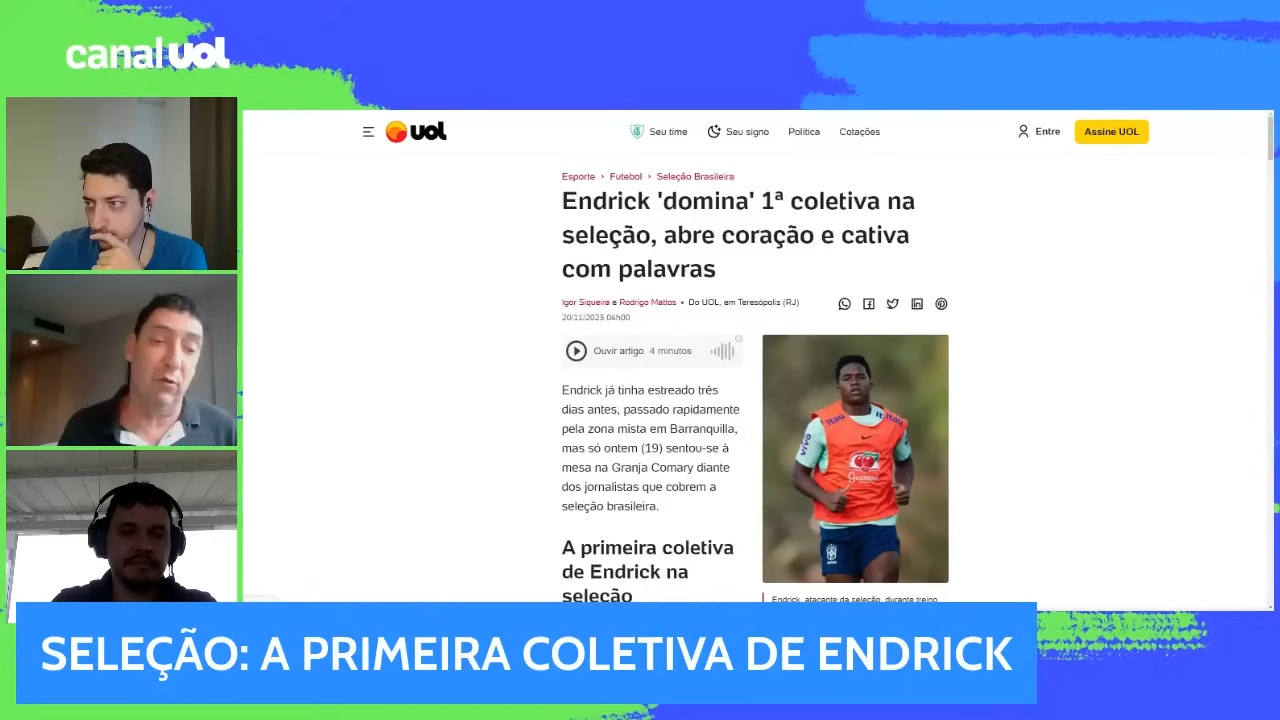 canal uol
uol
Seu time
Seu signo
Política
Cotações
Entre
Assine UOL
Esporte › Futebol › Seleção Brasileira
Endrick 'domina' 1ª coletiva na
seleção, abre coração e cativa
com palavras
Igor Siqueira e Rodrigo Mattos • Do UOL, em Teresópolis (RJ)
20/11/2023 04h00
Ouvir artigo 4 minutos
Endrick já tinha estreado três
dias antes, passado rapidamente
pela zona mista em Barranquilla,
mas só ontem (19) sentou-se à
mesa na Granja Comary diante
dos jornalistas que cobrem a
seleção brasileira.
A primeira coletiva
de Endrick na
seleção
Itaú
Itaú
vivo
Guaraná
Endrick, atacante da seleção, durante treino
SELEÇÃO: A PRIMEIRA COLETIVA DE ENDRICK